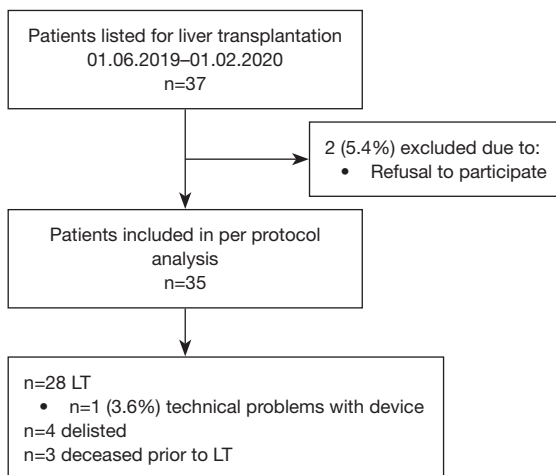 Patients listed for liver transplantation
01.06.2019–01.02.2020
n=37
2 (5.4%) excluded due to:
• Refusal to participate
Patients included in per protocol
analysis
n=35
n=28 LT
• n=1 (3.6%) technical problems with device
n=4 delisted
n=3 deceased prior to LT